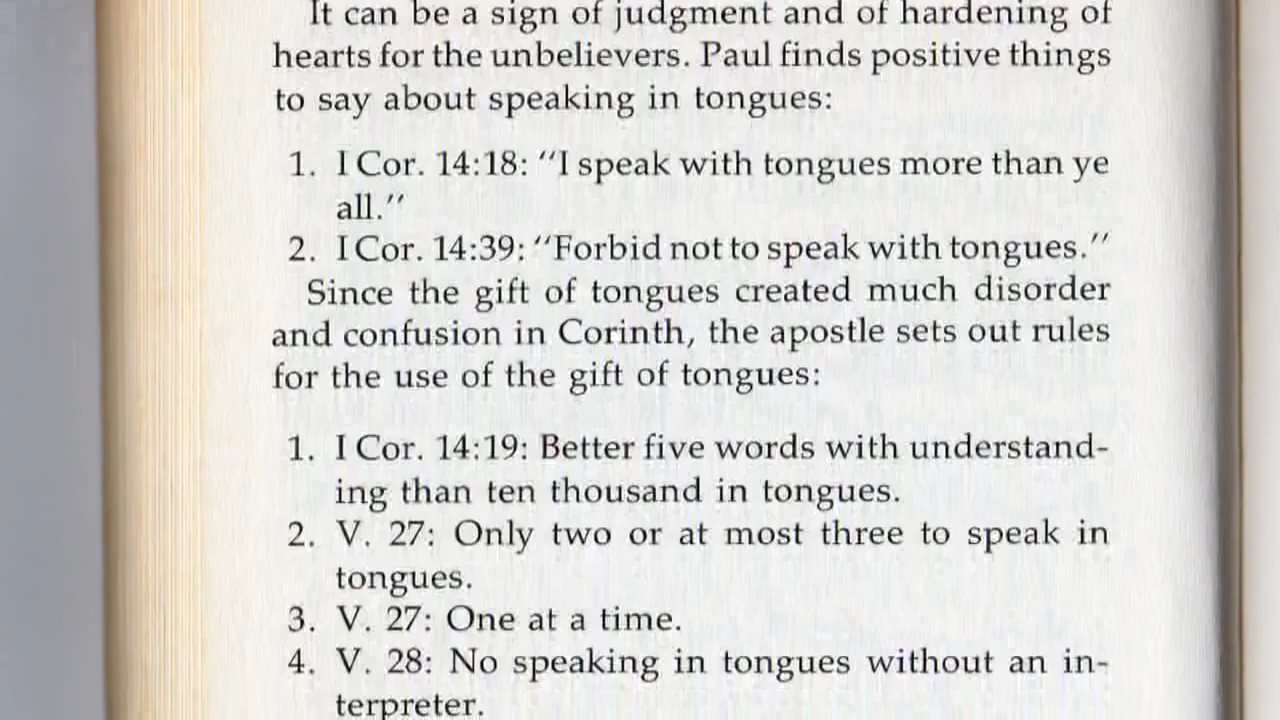 It can be a sign of judgment and of hardening of
hearts for the unbelievers. Paul finds positive things
to say about speaking in tongues:
1. I Cor. 14:18: ‘‘I speak with tongues more than ye
all.’’
2. I Cor. 14:39: ‘‘Forbid not to speak with tongues.’’
Since the gift of tongues created much disorder
and confusion in Corinth, the apostle sets out rules
for the use of the gift of tongues:
1. I Cor. 14:19: Better five words with understand-
ing than ten thousand in tongues.
2. V. 27: Only two or at most three to speak in
tongues.
3. V. 27: One at a time.
4. V. 28: No speaking in tongues without an in-
terpreter.